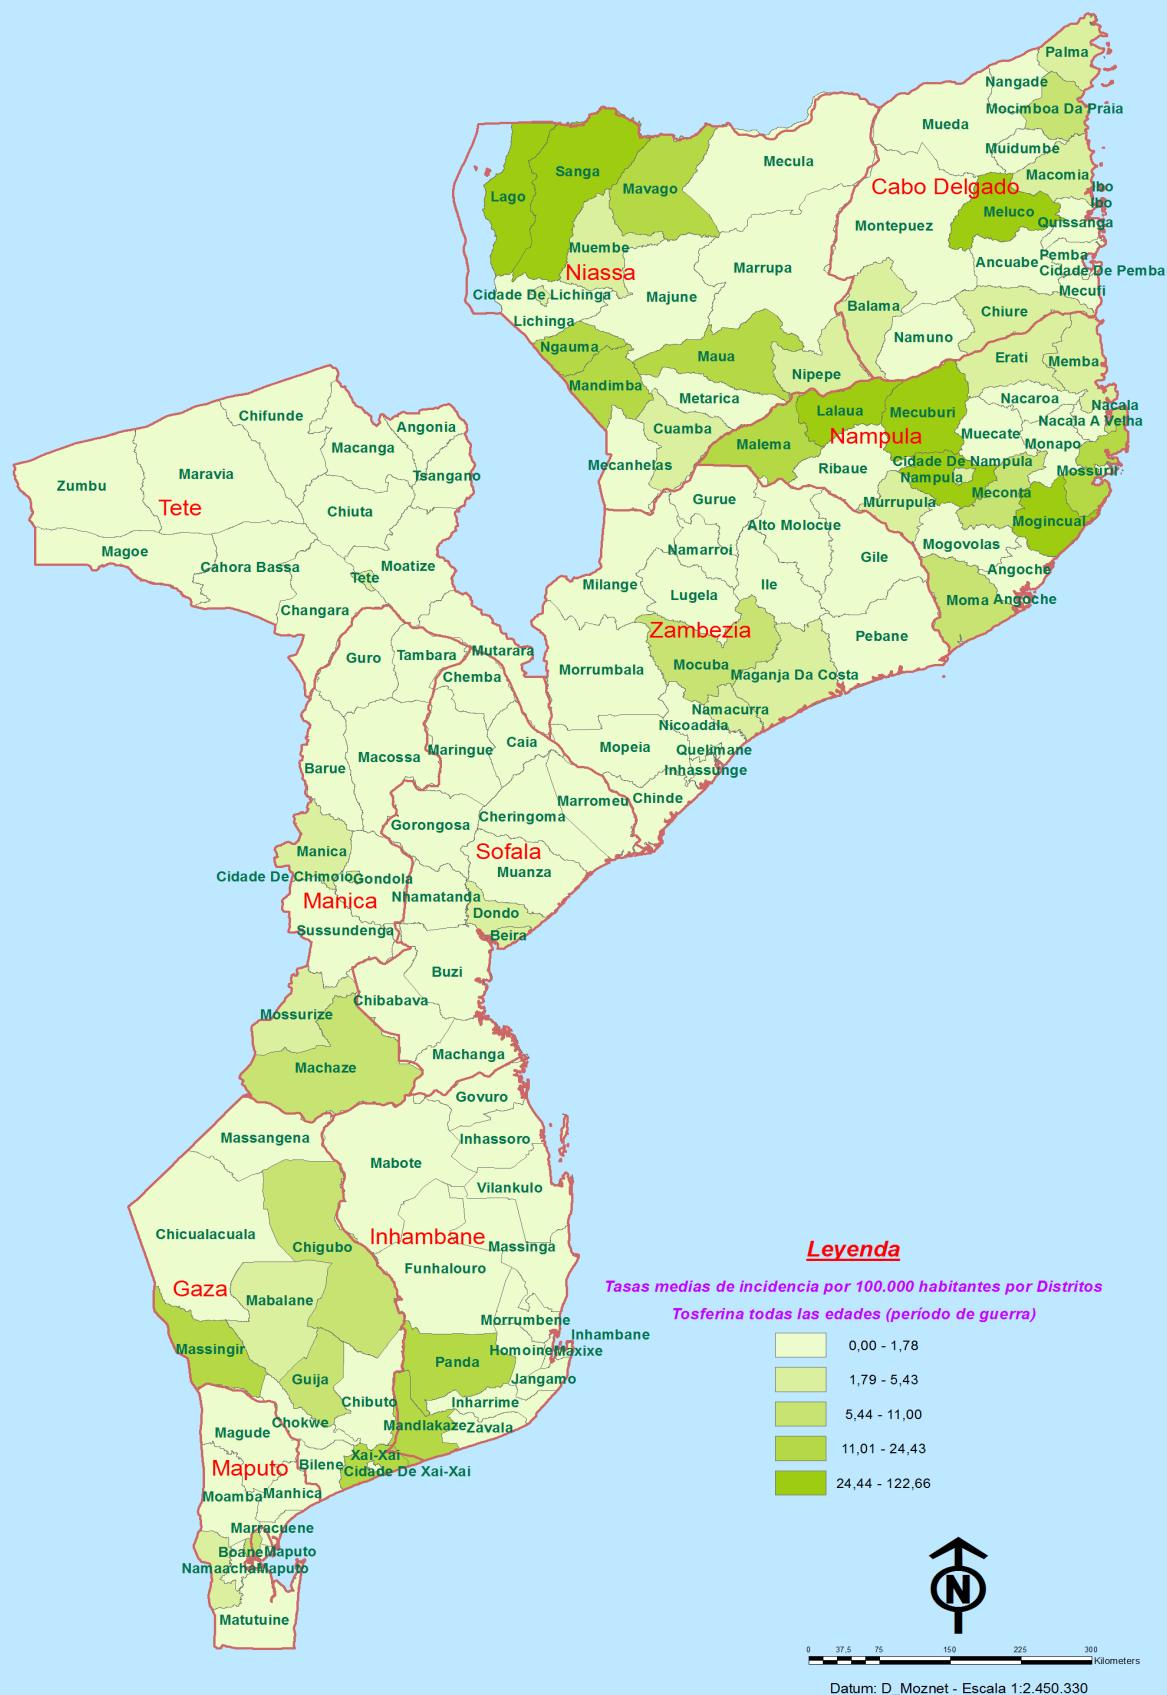 Palma
Nangade
Mocimboa Da Praia
Mueda
Muidumbe
Mecula
Sanga
Macomia
Cabo Delgado
Mavago
Ibo
Lago
Ibo
Meluco
Quissanga
Montepuez
Muembe
Pemba
Ancuabe
Marrupa
Cidade De Pemba
Niassa
Mecufi
Cidade De Lichinga
Majune
Balama
Chiure
Lichinga
Namuno
Ngauma
Maua
Erati
Memba
Nipepe
Mandimba
Metarica
Nacaroa
Nacala
Lalaua
Mecuburi
Chifunde
Nacala A Velha
Angonia
Cuamba
Muecate
Nampula
Malema
Monapo
Macanga
Cidade De Nampula
Mecanhelas
Ribaue
Mossuril
Maravia
Tsangano
Nampula
Zumbu
Meconta
Gurue
Murrupula
Tete
Chiuta
Mogincual
Alto Molocue
Mogovolas
Magoe
Namarroi
Gile
Cahora Bassa
Moatize
Angoche
Tete
Milange
Ile
Lugela
Moma
Angoche
Changara
Zambezia
Pebane
Mutarara
Guro
Tambara
Mocuba
Morrumbala
Maganja Da Costa
Chemba
Namacurra
Nicoadala
Caia
Maringue
Mopeia
Quelimane
Macossa
Barue
Inhassunge
Marromeu
Chinde
Cheringoma
Gorongosa
Manica
Sofala
Muanza
Cidade De Chimoio
Gondola
Nhamatanda
Manica
Dondo
Sussundenga
Beira
Buzi
Chibabava
Mossurize
Machanga
Machaze
Govuro
Massangena
Inhassoro
Mabote
Vilankulo
Chicualacuala
Inhambane
Chigubo
Massinga
Funhalouro
Gaza
Mabalane
Morrumbene
Inhambane
Massingir
Homoine
Maxixe
Panda
Guija
Jangamo
Chibuto
Inharrime
Chokwe
Mandlakaze
Zavala
Magude
Xai-Xai
Bilene
Maputo
Cidade De Xai-Xai
Moamba
Manhica
Marracuene
Boane
Maputo
Namaacha
Maputo
Matutuine
Leyenda
Tasas medias de incidencia por 100.000 habitantes por Distritos
Tosferina todas las edades (período de guerra)
0,00 - 1,78
1,79 - 5,43
5,44 - 11,00
11,01 - 24,43
24,44 - 122,66
N
0 37,5 75 150 225 300
Kilometers
Datum: D_Moznet - Escala 1:2.450.330